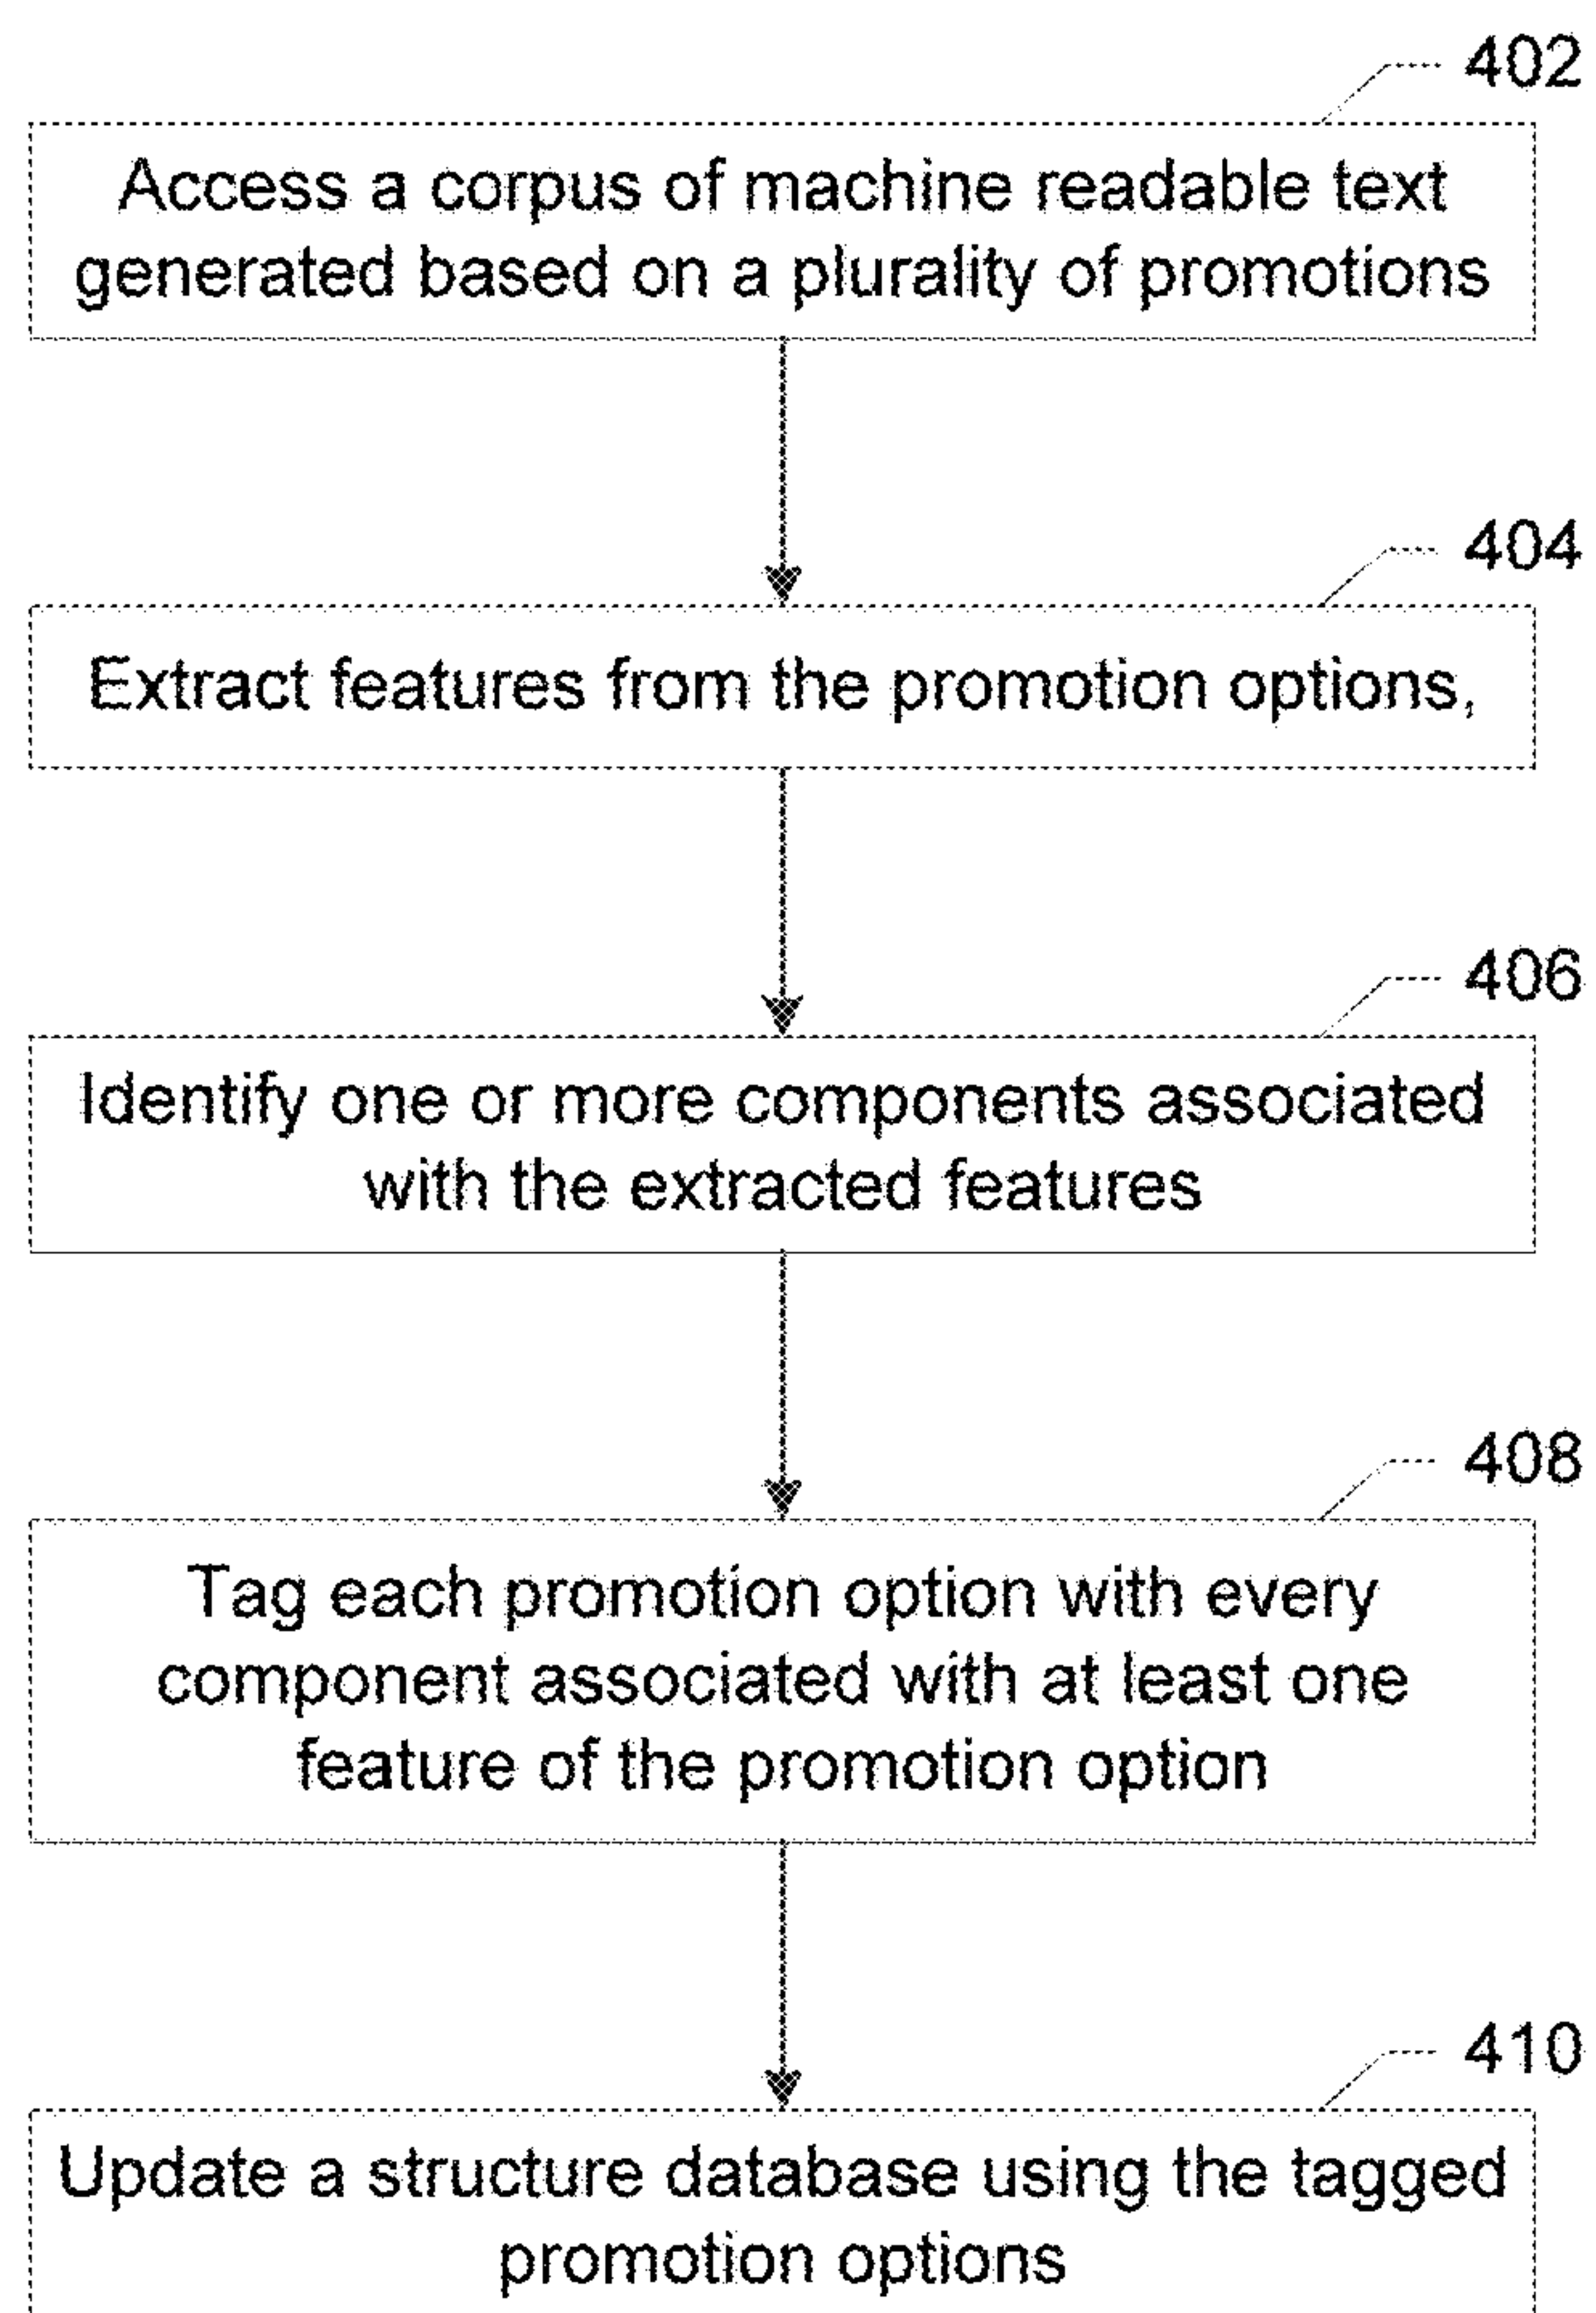 402
Access a corpus of machine readable text
generated based on a plurality of promotions
404
Extract features from the promotion options,
406
Identify one or more components associated
with the extracted features
408
Tag each promotion option with every
component associated with at least one
feature of the promotion option
410
Update a structure database using the tagged
promotion options